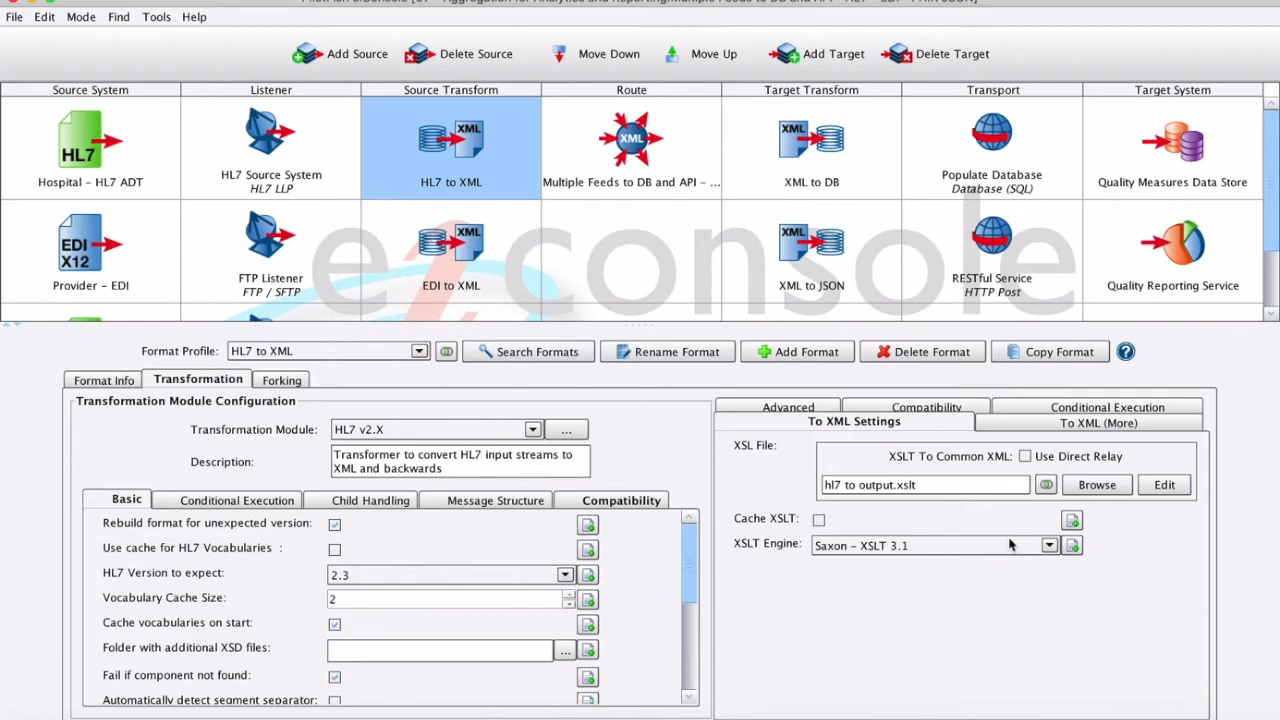 File Edit Mode Find Tools Help
Add Source Delete Source Move Down Move Up Add Target Delete Target
Source System Listener Source Transform Route Target Transform Transport Target System
HL7 XML XML XML
Hospital - HL7 ADT HL7 Source System HL7 LLP HL7 to XML Multiple Feeds to DB and API - ... XML to DB Populate Database Database (SQL) Quality Measures Data Store
EDI X12 XML XML
Provider - EDI FTP Listener FTP / SFTP EDI to XML XML to JSON RESTful Service HTTP Post Quality Reporting Service
eiconsole
Format Profile: HL7 to XML Search Formats Rename Format Add Format Delete Format Copy Format ?
Format Info Transformation Forking
Transformation Module Configuration
Transformation Module: HL7 v2.X ...
Description: Transformer to convert HL7 input streams to
XML and backwards
Basic Conditional Execution Child Handling Message Structure Compatibility
Rebuild format for unexpected version:
Use cache for HL7 Vocabularies :
HL7 Version to expect: 2.3
Vocabulary Cache Size: 2
Cache vocabularies on start:
Folder with additional XSD files: ...
Fail if component not found:
Automatically detect segment separator:
Advanced Compatibility Conditional Execution
To XML Settings To XML (More)
XSL File:
XSLT To Common XML: Use Direct Relay
hl7 to output.xslt Browse Edit
Cache XSLT:
XSLT Engine: Saxon - XSLT 3.1